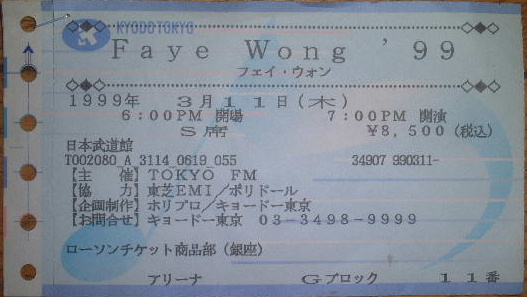 KYODO TOKYO
Faye Wong '99
フェイ・ウォン
1999年 3月11日(木)
6:00PM 開場 7:00PM 開演
S席 ¥8,500(税込)
日本武道館
T002080_A_3114_0619_055 34907 990311-
【主 催】TOKYO FM
【協 力】東芝EMI/ポリドール
【企画制作】ホリプロ/キョードー東京
【お問合せ】キョードー東京 03-3498-9999
ローソンチケット商品部(銀座)
アリーナ Gブロック 11番